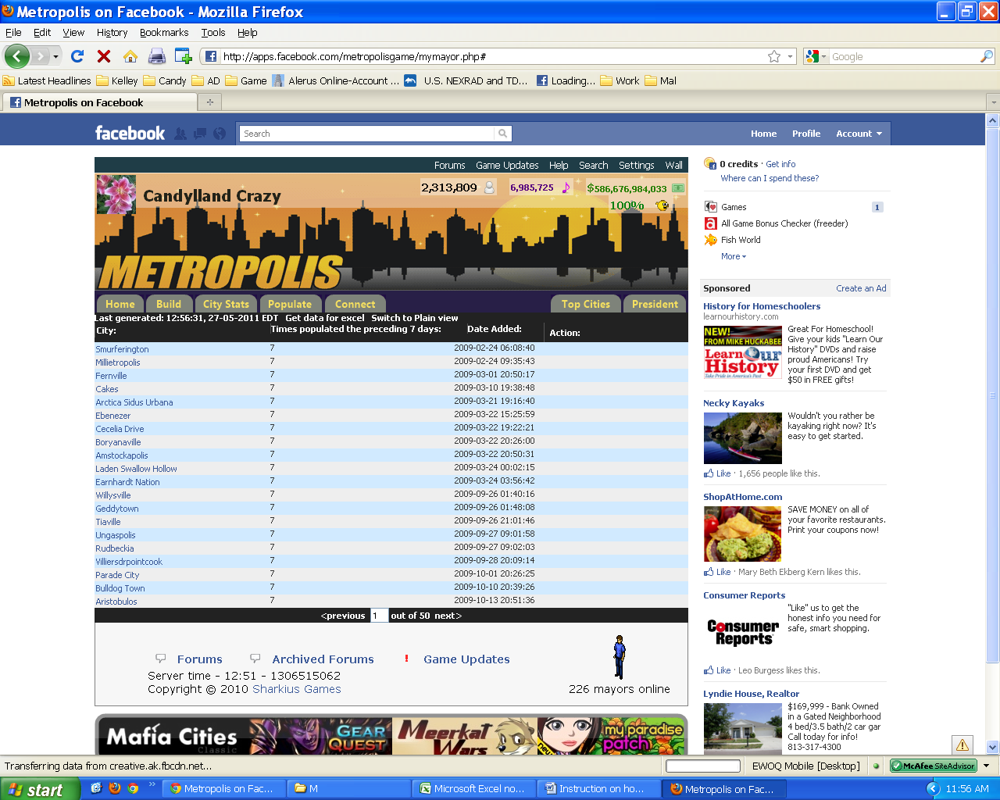 Metropolis on Facebook - Mozilla Firefox
File Edit View History Bookmarks Tools Help
http://apps.facebook.com/metropolisgame/mymayor.php#
Google
Latest Headlines Kelley Candy AD Game Alerus Online-Account ... U.S. NEXRAD and TD... Loading... Work Mal
Metropolis on Facebook
facebook Search Home Profile Account
Forums Game Updates Help Search Settings Wall
Candylland Crazy
2,313,809 6,985,725 $586,676,984,033
100%
METROPOLIS
Home Build City Stats Populate Connect Top Cities President
Last generated: 12:56:31, 27-05-2011 EDT Get data for excel Switch to Plain view
City: Times populated the preceding 7 days: Date Added: Action:
Smurferington 7 2009-02-24 06:08:40
Millietropolis 7 2009-02-24 09:35:43
Fernville 7 2009-03-01 20:50:17
Cakes 7 2009-03-10 19:38:48
Arctica Sidus Urbana 7 2009-03-21 19:16:40
Ebenezer 7 2009-03-22 15:25:59
Cecelia Drive 7 2009-03-22 19:22:21
Boryanaville 7 2009-03-22 20:26:00
Amstockapolis 7 2009-03-22 20:50:31
Laden Swallow Hollow 7 2009-03-24 00:02:15
Earnhardt Nation 7 2009-03-24 03:56:42
Willysville 7 2009-09-26 01:40:16
Geddytown 7 2009-09-26 01:48:08
Tiaville 7 2009-09-26 21:01:46
Ungaspolis 7 2009-09-27 09:01:58
Rudbeckia 7 2009-09-27 09:02:03
Villiersdrpointcook 7 2009-09-28 20:09:14
Parade City 7 2009-10-01 20:26:25
Bulldog Town 7 2009-10-10 20:39:26
Aristobulos 7 2009-10-13 20:51:36
<previous 1 out of 50 next>
Forums Archived Forums ! Game Updates
Server time - 12:51 - 1306515062
Copyright © 2010 Sharkius Games
226 mayors online
Mafia Cities Classic GEAR QUEST Meerkat Wars new my paradise patch
0 credits · Get info
Where can I spend these?
Games 1
All Game Bonus Checker (freeder)
Fish World
More
Sponsored Create an Ad
History for Homeschoolers
learnourhistory.com
NEW!
FROM MIKE HUCKABEE
Learn Our History
Take Pride in America's Past
Great For Homeschool!
Give your kids "Learn Our
History" DVDs and raise
proud Americans! Try
your first DVD and get
$50 in FREE gifts!
Necky Kayaks
Wouldn't you rather be
kayaking right now? It's
easy to get started.
Like · 1,656 people like this.
ShopAtHome.com
SAVE MONEY on all of
your favorite restaurants.
Print your coupons now!
Like · Mary Beth Ekberg Kern likes this.
Consumer Reports
Consumer Reports
"Like" us to get the
honest info you need for
safe, smart shopping.
Like · Leo Burgess likes this.
Lyndie House, Realtor
$169,999 - Bank Owned
in a Gated Neighborhood
4 bed/3.5 bath/2 car gar
Call today for info!
813-317-4300
Transferring data from creative.ak.fbcdn.net... EWOQ Mobile [Desktop] McAfee SiteAdvisor
start Metropolis on Fac... M Microsoft Excel no... Instruction on ho... Metropolis on Fac... 11:56 AM